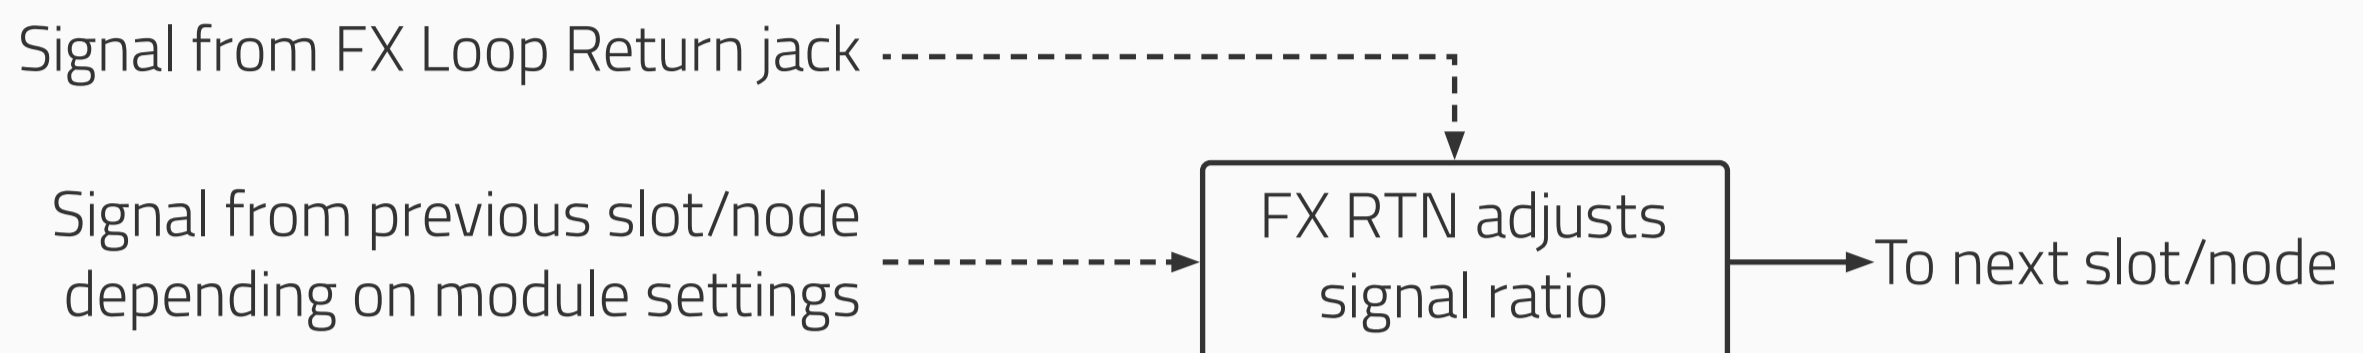 Signal from FX Loop Return jack
Signal from previous slot/node
depending on module settings
FX RTN adjusts
signal ratio
To next slot/node